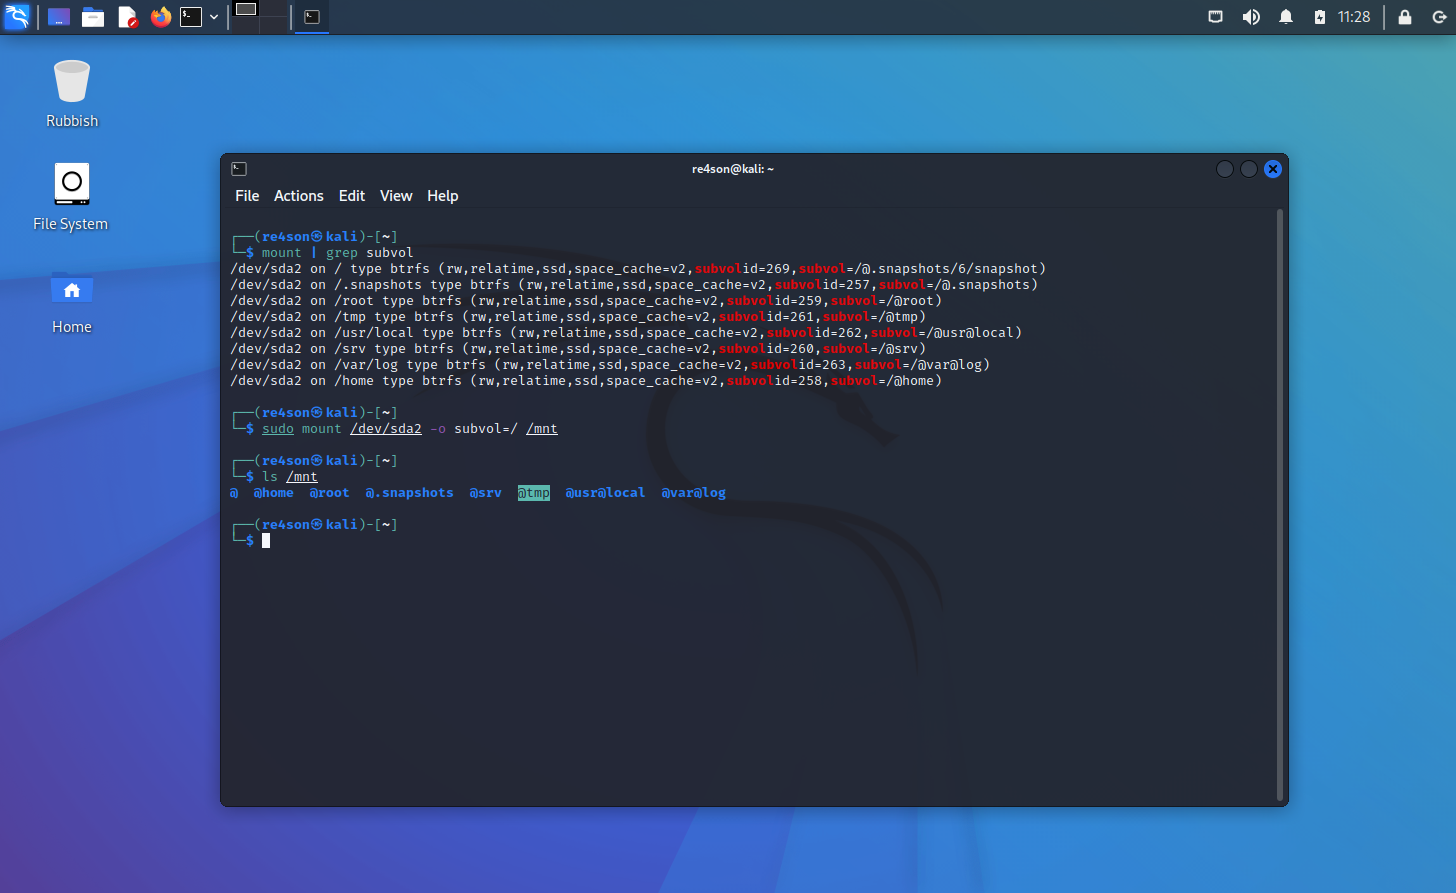 11:28
Rubbish
File System
Home
re4son@kali: ~
File Actions Edit View Help
┌──(re4son㉿kali)-[~]
└─$ mount | grep subvol
/dev/sda2 on / type btrfs (rw,relatime,ssd,space_cache=v2,subvolid=269,subvol=/@.snapshots/6/snapshot)
/dev/sda2 on /.snapshots type btrfs (rw,relatime,ssd,space_cache=v2,subvolid=257,subvol=/@.snapshots)
/dev/sda2 on /root type btrfs (rw,relatime,ssd,space_cache=v2,subvolid=259,subvol=/@root)
/dev/sda2 on /tmp type btrfs (rw,relatime,ssd,space_cache=v2,subvolid=261,subvol=/@tmp)
/dev/sda2 on /usr/local type btrfs (rw,relatime,ssd,space_cache=v2,subvolid=262,subvol=/@usr@local)
/dev/sda2 on /srv type btrfs (rw,relatime,ssd,space_cache=v2,subvolid=260,subvol=/@srv)
/dev/sda2 on /var/log type btrfs (rw,relatime,ssd,space_cache=v2,subvolid=263,subvol=/@var@log)
/dev/sda2 on /home type btrfs (rw,relatime,ssd,space_cache=v2,subvolid=258,subvol=/@home)
┌──(re4son㉿kali)-[~]
└─$ sudo mount /dev/sda2 -o subvol=/ /mnt
┌──(re4son㉿kali)-[~]
└─$ ls /mnt
@ @home @root @.snapshots @srv @tmp @usr@local @var@log
┌──(re4son㉿kali)-[~]
└─$